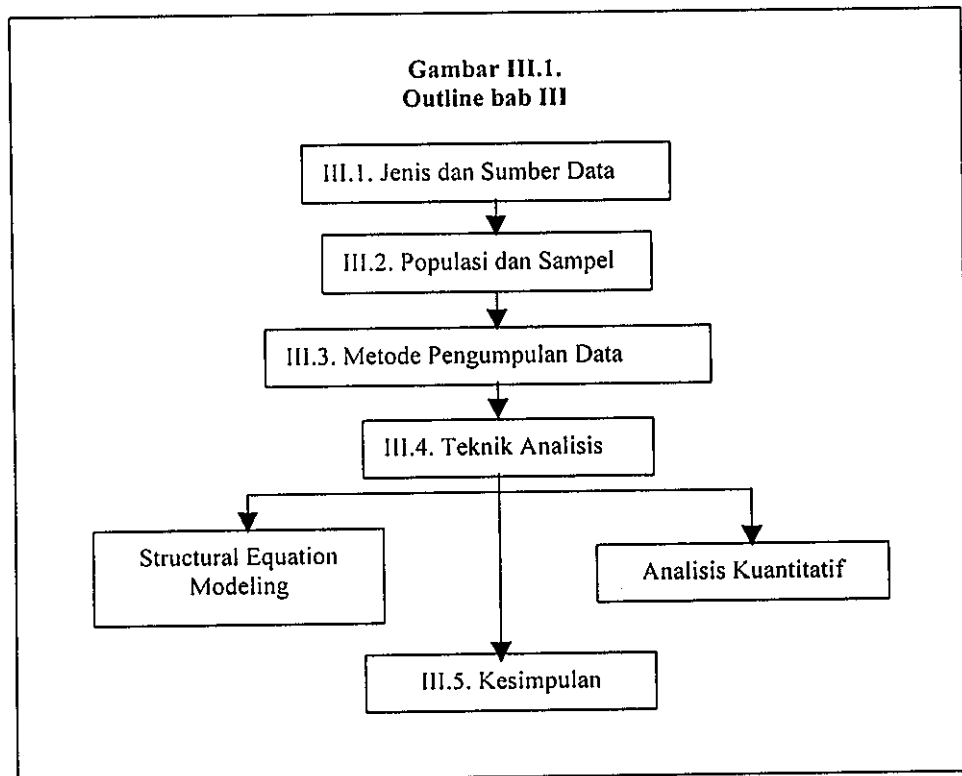 Gambar III.1.
Outline bab III
III.1. Jenis dan Sumber Data
III.2. Populasi dan Sampel
III.3. Metode Pengumpulan Data
III.4. Teknik Analisis
Structural Equation
Modeling
Analisis Kuantitatif
III.5. Kesimpulan